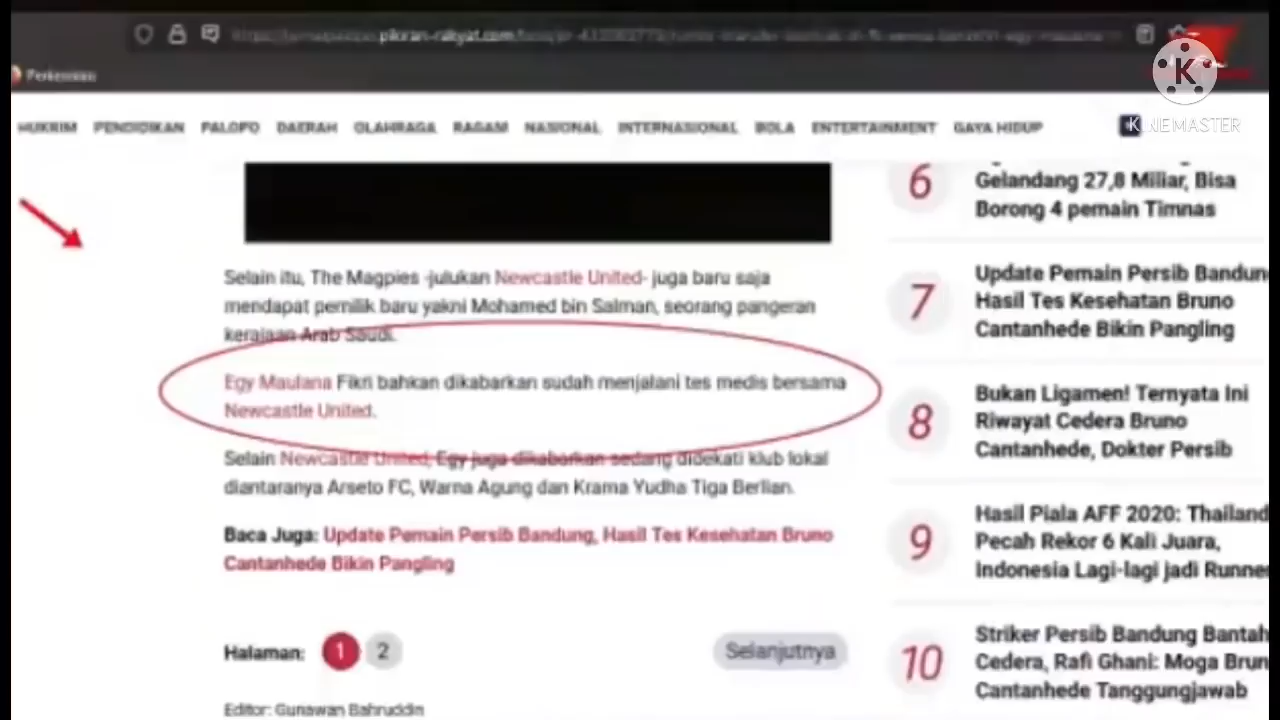 pikiran-rakyat.com
Perkenalan
HUKRIM PENDIDIKAN PALOPO DAERAH OLAHRAGA RAGAM NASIONAL INTERNASIONAL BOLA ENTERTAINMENT GAYA HIDUP
KINEMASTER
Selain itu, The Magpies -julukan Newcastle United- juga baru saja
mendapat pemilik baru yakni Mohamed bin Salman, seorang pangeran
kerajaan Arab Saudi.
Egy Maulana Fikri bahkan dikabarkan sudah menjalani tes medis bersama
Newcastle United.
Selain Newcastle United, Egy juga dikabarkan sedang didekati klub lokal
diantaranya Arseto FC, Warna Agung dan Krama Yudha Tiga Berlian.
Baca Juga: Update Pemain Persib Bandung, Hasil Tes Kesehatan Bruno
Cantanhede Bikin Pangling
Halaman: 1 2 Selanjutnya
Editor: Gunawan Bahruddin
6
Gelandang 27,8 Miliar, Bisa
Borong 4 pemain Timnas
7
Update Pemain Persib Bandun
Hasil Tes Kesehatan Bruno
Cantanhede Bikin Pangling
8
Bukan Ligamen! Ternyata Ini
Riwayat Cedera Bruno
Cantanhede, Dokter Persib
9
Hasil Piala AFF 2020: Thailand
Pecah Rekor 6 Kali Juara,
Indonesia Lagi-lagi jadi Runne
10
Striker Persib Bandung Bantah
Cedera, Rafi Ghani: Moga Brun
Cantanhede Tanggungjawab